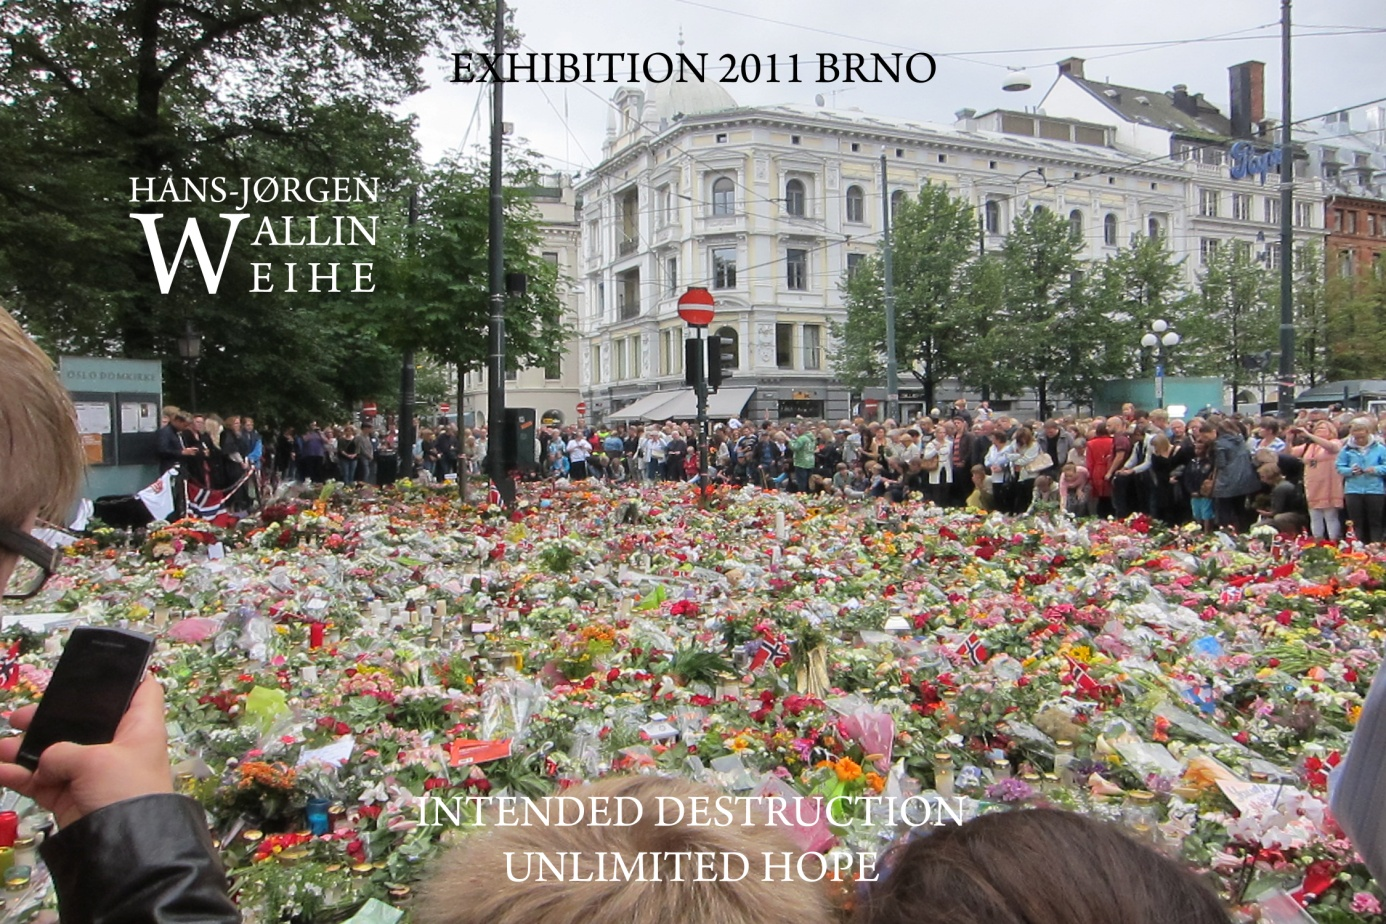 EXHIBITION 2011 BRNO
HANS-JØRGEN
WALLIN
WEIHE
OSLO DOMKIRKE
INTENDED DESTRUCTION
UNLIMITED HOPE